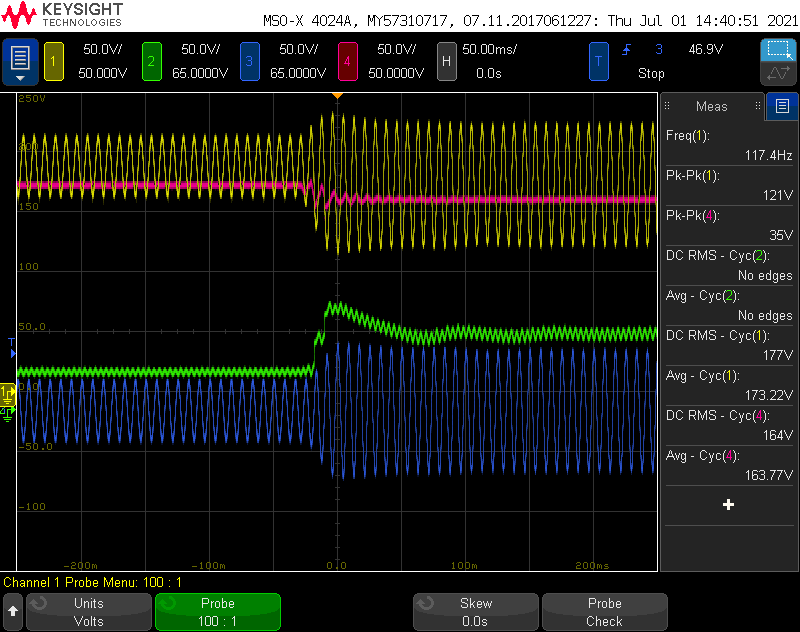 KEYSIGHT
TECHNOLOGIES
MSO-X 4024A, MY57310717, 07.11.2017061227: Thu Jul 01 14:40:51 2021
1 50.0V/ 2 50.0V/ 3 50.0V/ 4 50.0V/ H 50.00ms/ T 3 46.9V
50.000V 65.0000V 65.0000V 50.0000V 0.0s Stop
250V
200
150
100
50.0
0.0
-50.0
-100
T
1
-200m -100m 0.0 100m 200ms
Meas
Freq(1):
117.4Hz
Pk-Pk(1):
121V
Pk-Pk(4):
35V
DC RMS - Cyc(2):
No edges
Avg - Cyc(2):
No edges
DC RMS - Cyc(1):
177V
Avg - Cyc(1):
173.22V
DC RMS - Cyc(4):
164V
Avg - Cyc(4):
163.77V
+
Channel 1 Probe Menu: 100 : 1
Units
Volts
Probe
100 : 1
Skew
0.0s
Probe
Check